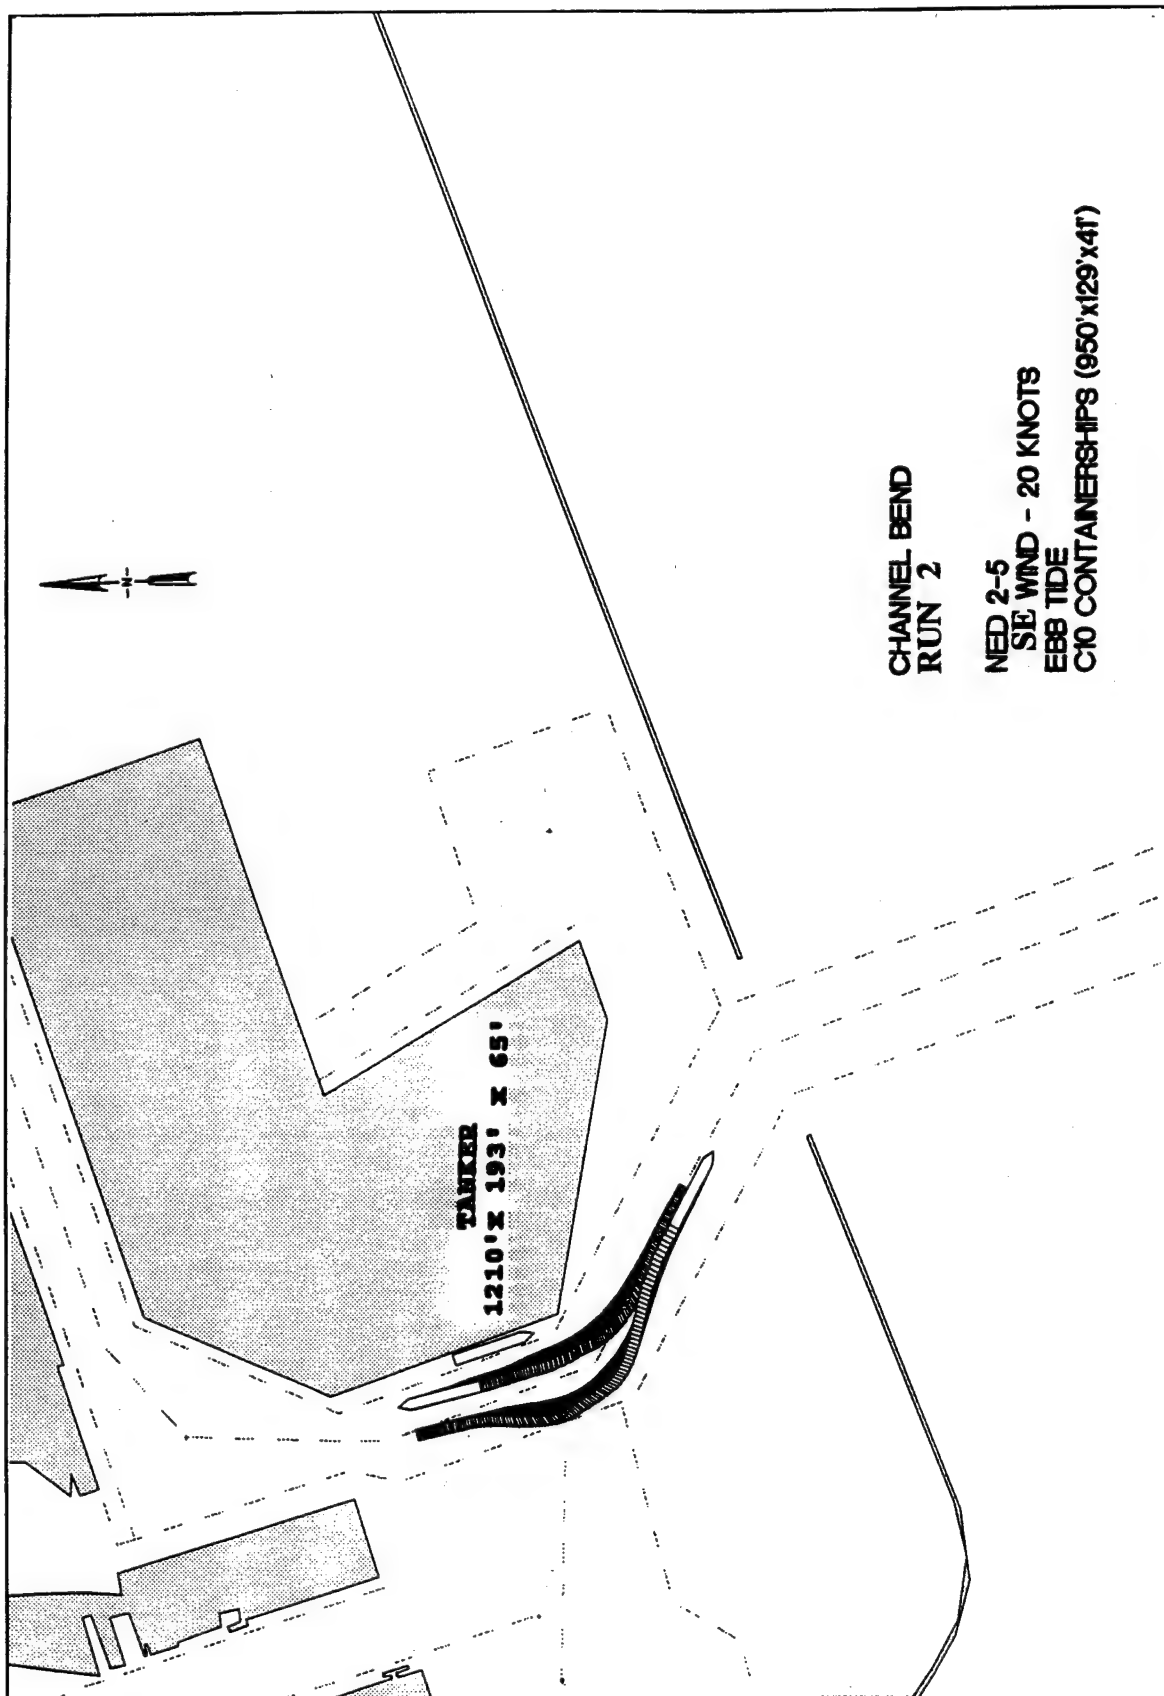 -N-
TANKER
1210'X 193' X 65'
CHANNEL BEND
RUN 2
NED 2-5
SE WIND - 20 KNOTS
EBB TIDE
C10 CONTAINERSHIPS (950'x129'x41')